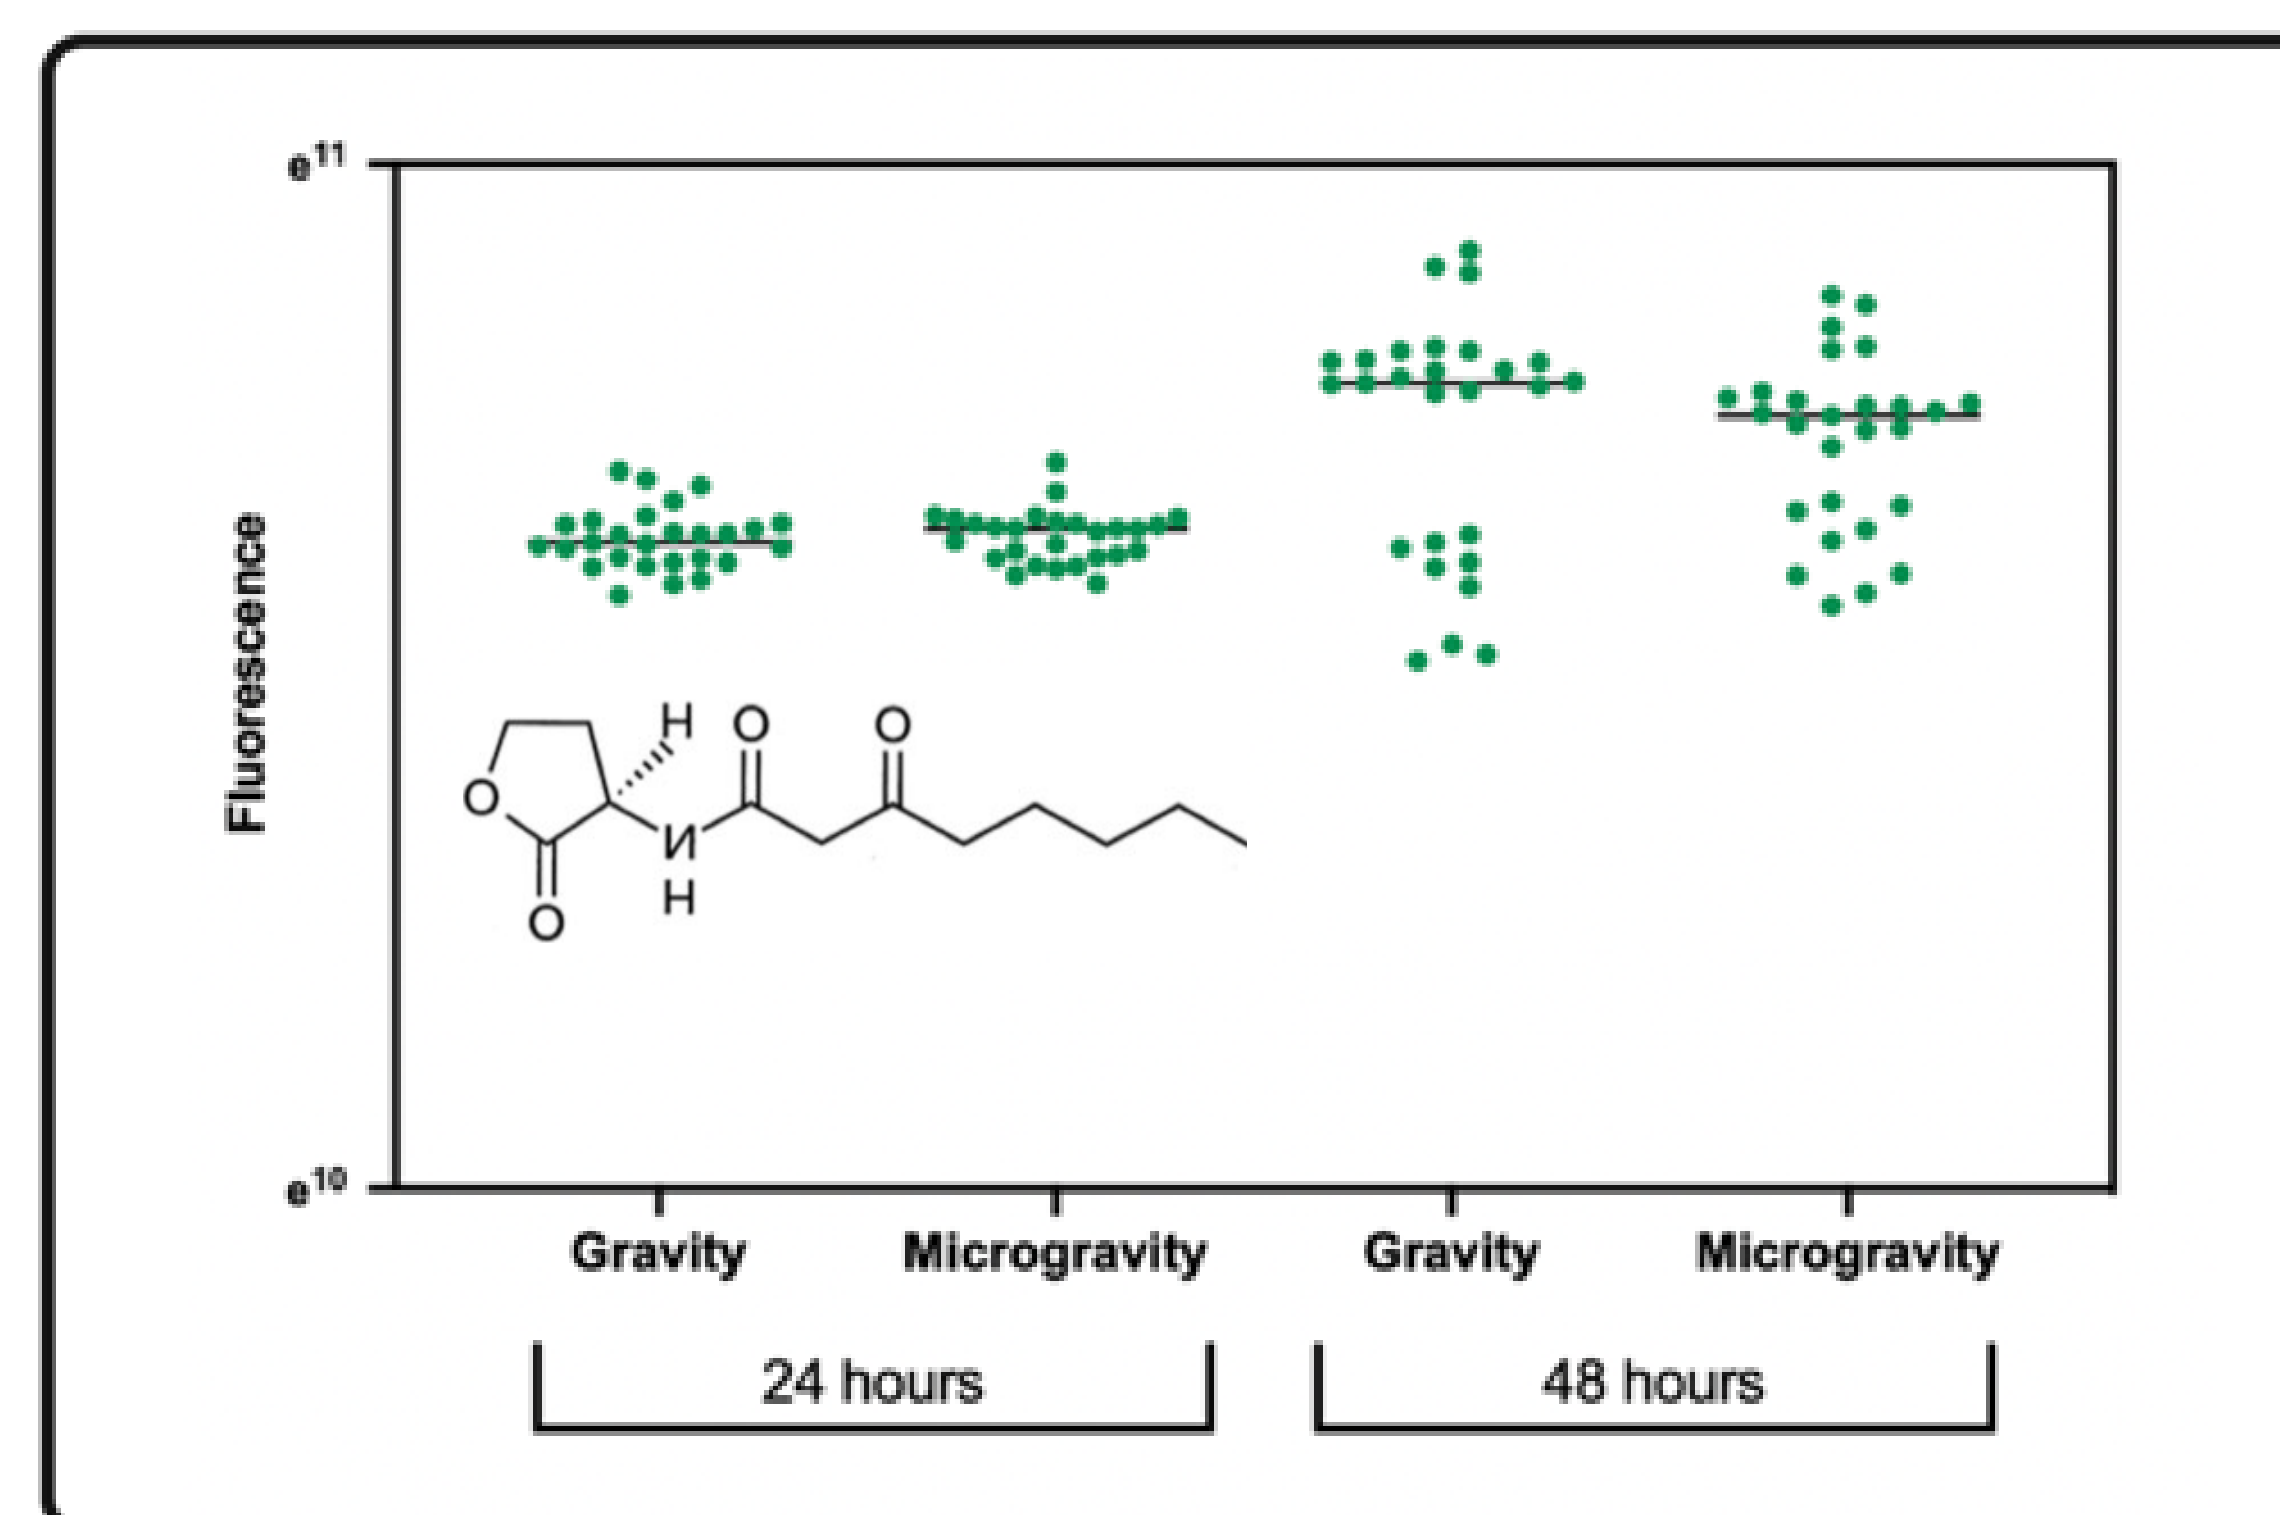 e¹¹
Fluorescence
H O O
O
N
H
O
e¹⁰
Gravity Microgravity Gravity Microgravity
24 hours 48 hours